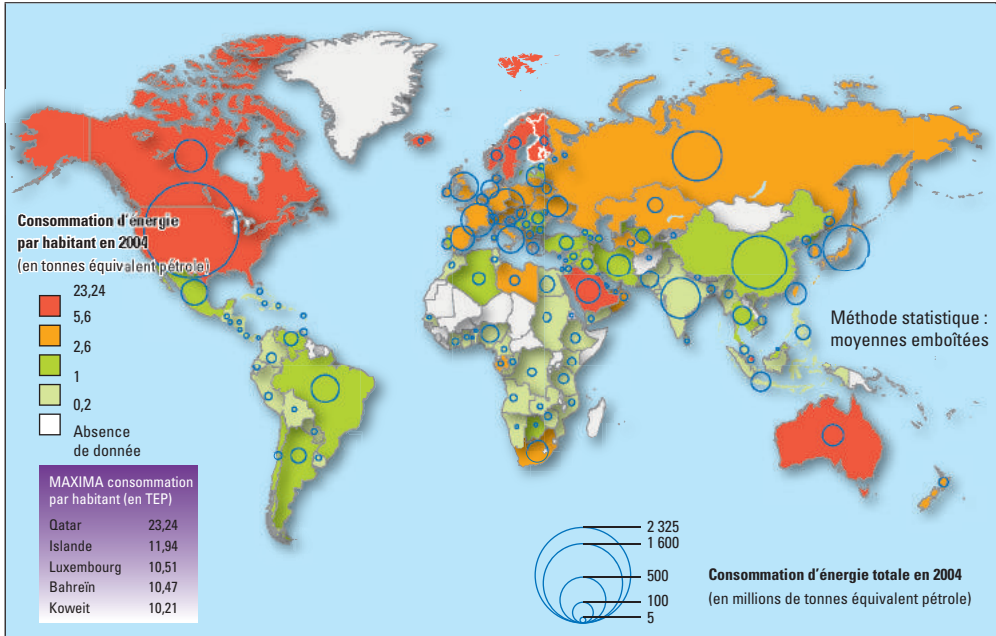 Consommation d'énergie
par habitant en 2004
(en tonnes équivalent pétrole)
23,24
5,6
2,6
1
0,2
Absence
de donnée
MAXIMA consommation
par habitant (en TEP)
Qatar 23,24
Islande 11,94
Luxembourg 10,51
Bahreïn 10,47
Koweit 10,21
Méthode statistique :
moyennes emboîtées
2 325
1 600
500
100
5
Consommation d'énergie totale en 2004
(en millions de tonnes équivalent pétrole)